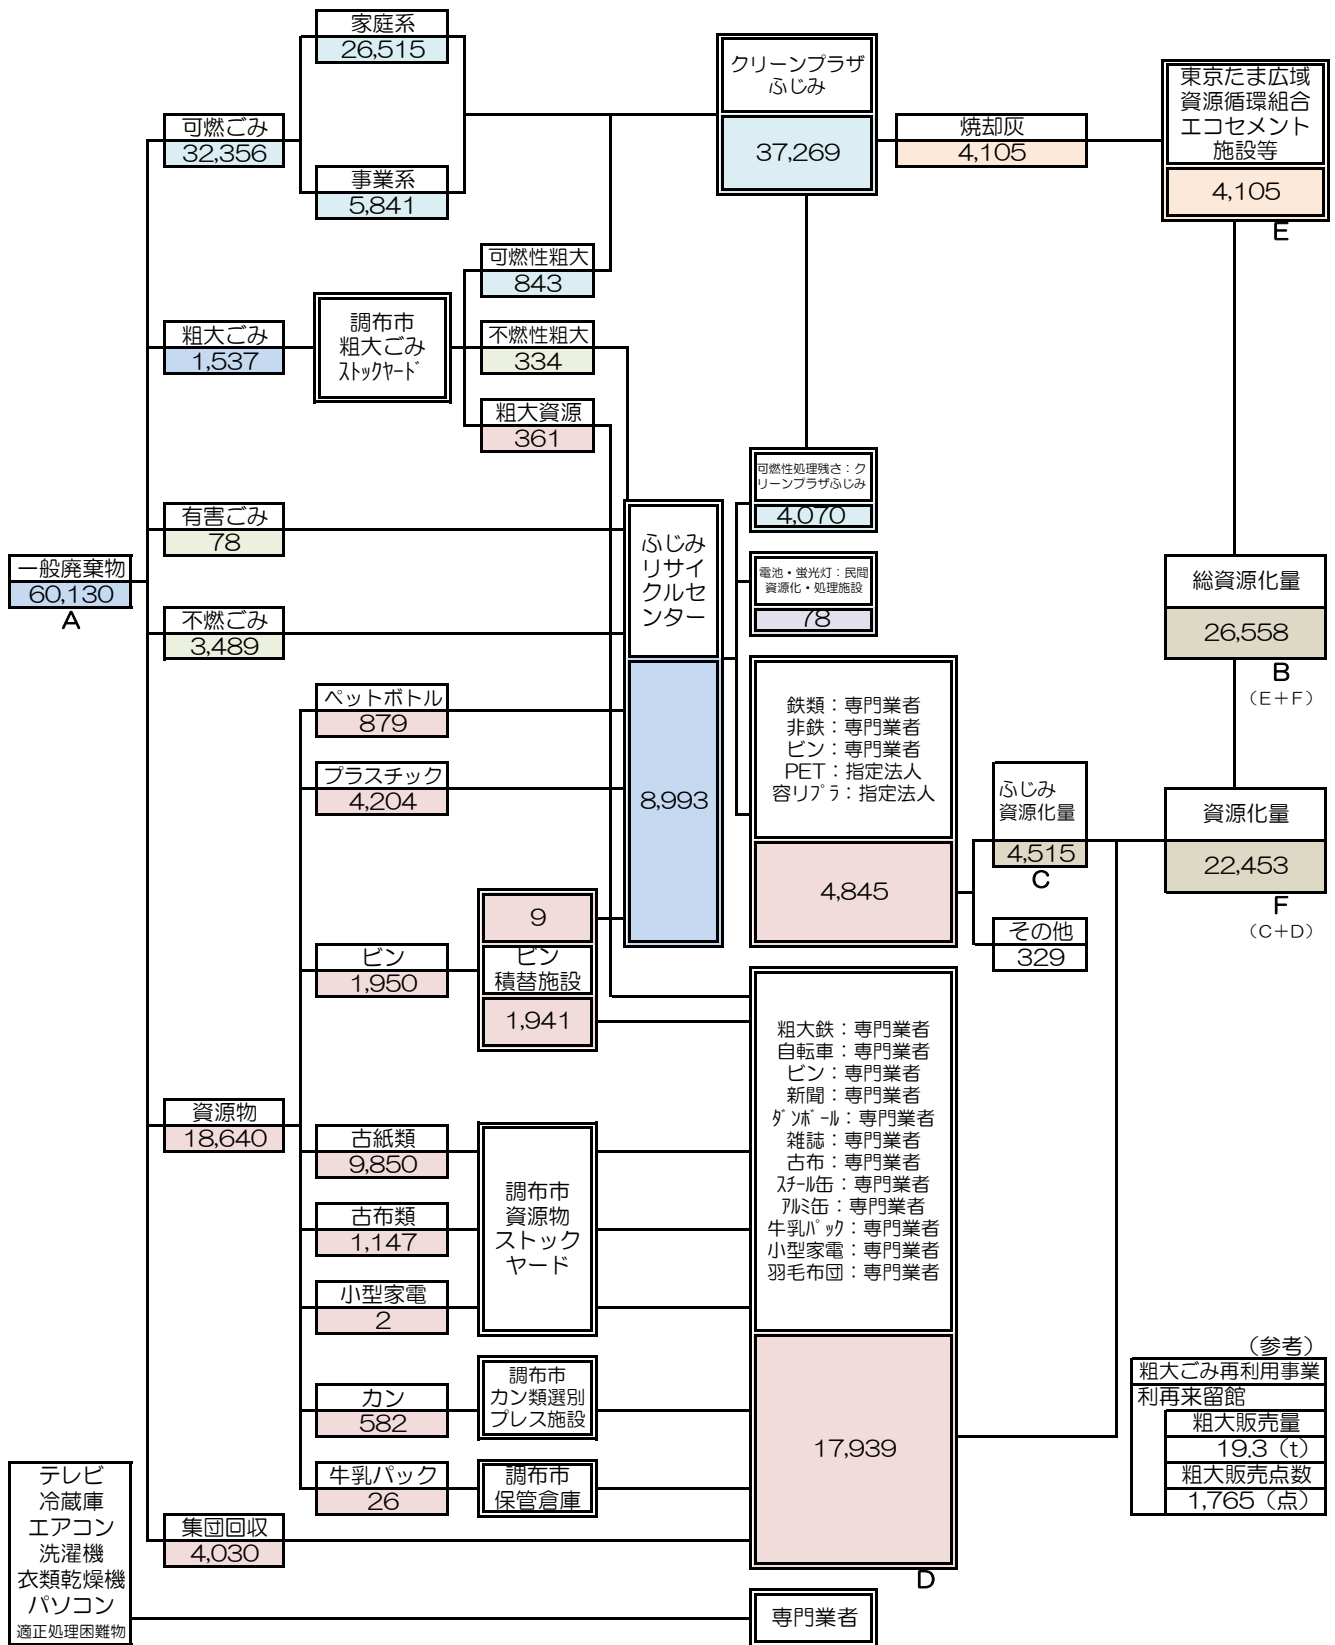 家庭系
26,515
クリーンプラザ
ふじみ
37,269
東京たま広域
資源循環組合
エコセメント
施設等
4,105
E
可燃ごみ
32,356
焼却灰
4,105
事業系
5,841
可燃性粗大
843
粗大ごみ
1,537
調布市
粗大ごみ
ｽﾄｯｸﾔｰﾄﾞ
不燃性粗大
334
粗大資源
361
可燃性処理残さ：ク
リーンプラザふじみ
4,070
有害ごみ
78
ふじみ
リサイ
クルセ
ンター
8,993
一般廃棄物
60,130
A
電池・蛍光灯：民間
資源化・処理施設
78
総資源化量
26,558
B
（E＋F）
不燃ごみ
3,489
ペットボトル
879
鉄類：専門業者
非鉄：専門業者
ビン：専門業者
PET：指定法人
容リプラ：指定法人
4,845
プラスチック
4,204
ふじみ
資源化量
4,515
C
資源化量
22,453
F
（C＋D）
その他
329
9
ビン
積替施設
1,941
ビン
1,950
粗大鉄：専門業者
自転車：専門業者
ビン：専門業者
新聞：専門業者
ﾀﾞﾝﾎﾞｰﾙ：専門業者
雑誌：専門業者
古布：専門業者
ｽﾁｰﾙ缶：専門業者
ｱﾙﾐ缶：専門業者
牛乳ﾊﾟｯｸ：専門業者
小型家電：専門業者
羽毛布団：専門業者
17,939
D
資源物
18,640
古紙類
9,850
調布市
資源物
ストック
ヤード
古布類
1,147
小型家電
2
カン
582
調布市
カン類選別
プレス施設
牛乳パック
26
調布市
保管倉庫
集団回収
4,030
（参考）
粗大ごみ再利用事業
利再来留館
粗大販売量
19.3（t）
粗大販売点数
1,765（点）
テレビ
冷蔵庫
エアコン
洗濯機
衣類乾燥機
パソコン
適正処理困難物
専門業者